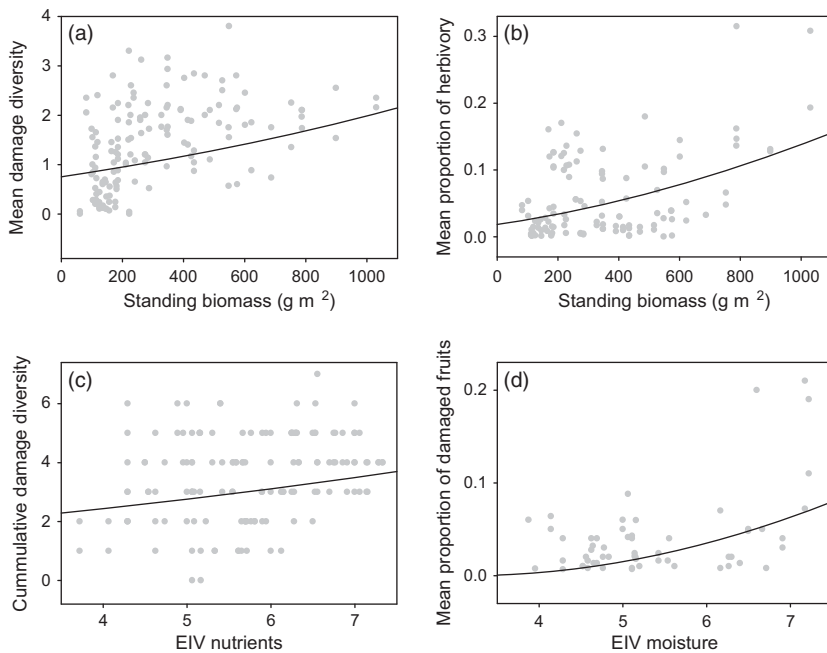 (a)
Mean damage diversity
4
3
2
1
0
0 200 400 600 800 1000
Standing biomass (g m ²)
(b)
Mean proportion of herbivory
0.3
0.2
0.1
0.0
0 200 400 600 800 1000
Standing biomass (g m ²)
(c)
Cummulative damage diversity
6
4
2
0
4 5 6 7
EIV nutrients
(d)
Mean proportion of damaged fruits
0.2
0.1
0.0
4 5 6 7
EIV moisture